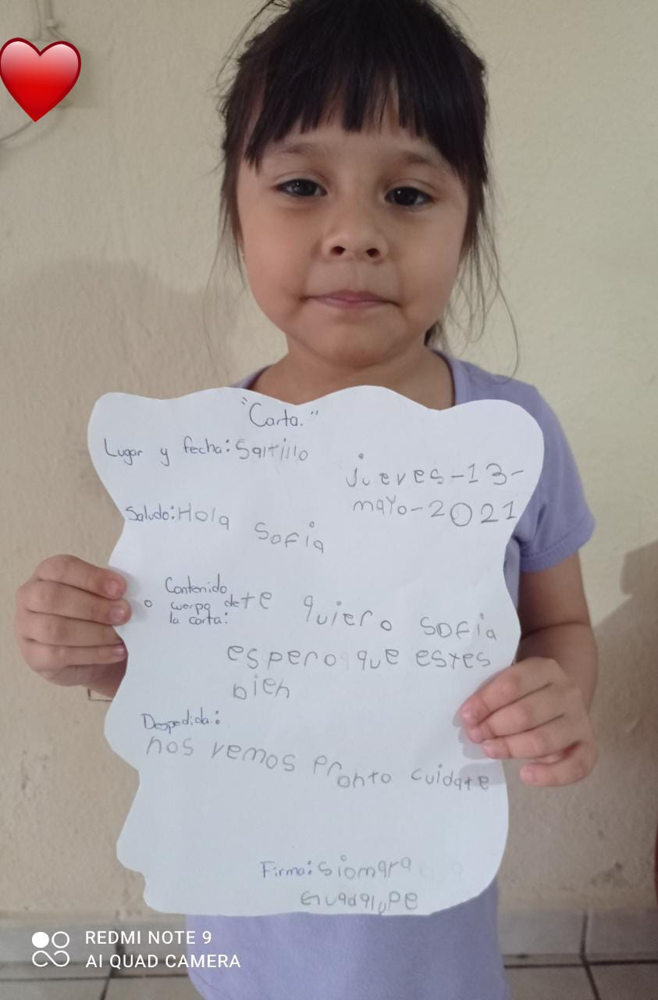 "Carta."
Lugar y fecha: Saltillo
jueves-13-
mayo-2021
Saludo: Hola
Sofia
Contenido
o cuerpo de
la carta:
te quiero Sofia
espero que estes
bien
Despedida:
nos vemos pronto cuidate
Firma: Siomara
Guadalupe
REDMI NOTE 9
AI QUAD CAMERA